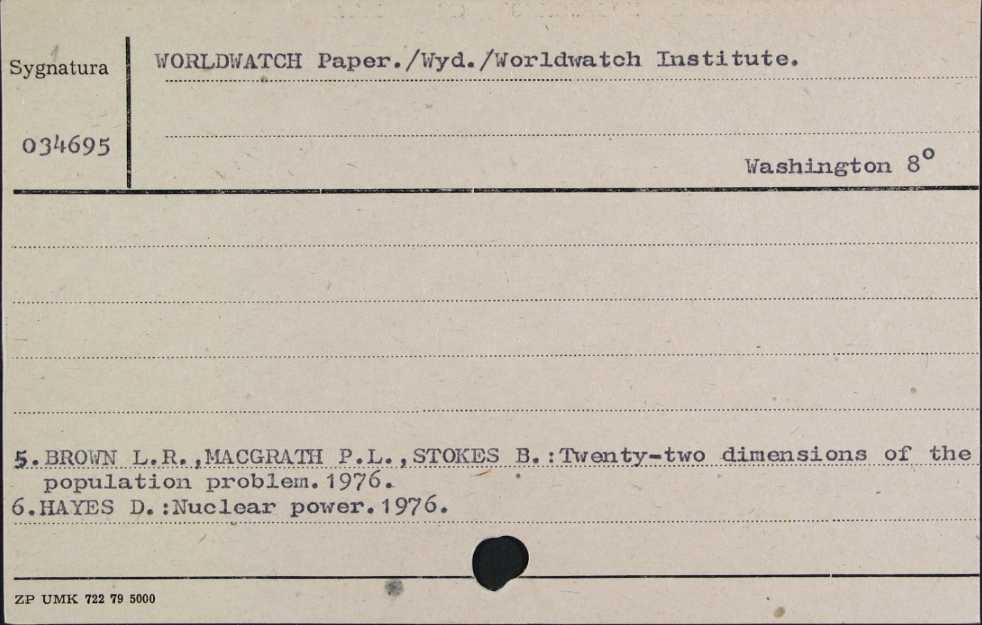 Sygnatura
WORLDWATCH Paper./Wyd./Worldwatch Institute.
034695
Washington 8°
5.BROWN L.R.,MACGRATH P.L.,STOKES B.:Twenty-two dimensions of the
population problem.1976.
6.HAYES D.:Nuclear power.1976.
ZP UMK 722 79 5000